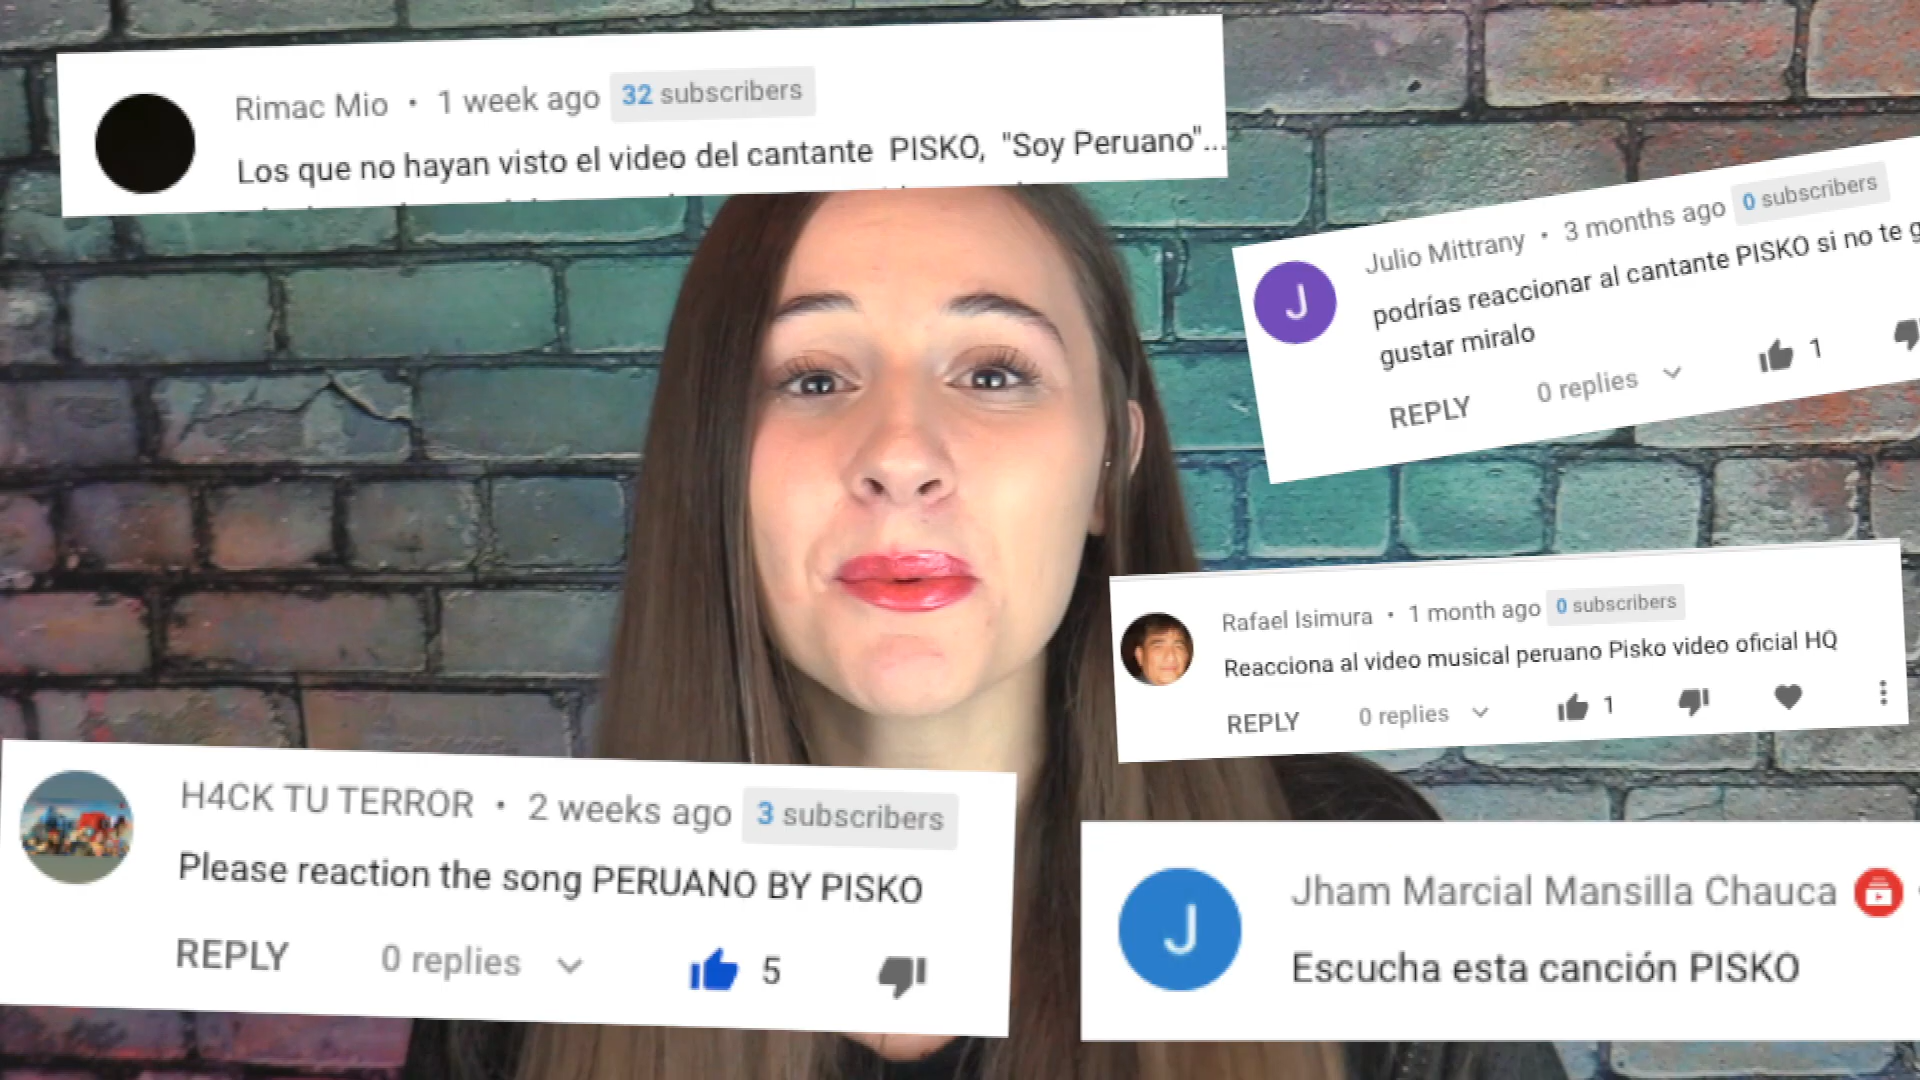 Rimac Mio • 1 week ago 32 subscribers
Los que no hayan visto el video del cantante PISKO, "Soy Peruano"...
J
Julio Mittrany • 3 months ago 0 subscribers
podrías reaccionar al cantante PISKO si no te g
gustar miralo
REPLY 0 replies 1
Rafael Isimura • 1 month ago 0 subscribers
Reacciona al video musical peruano Pisko video oficial HQ
REPLY 0 replies 1
H4CK TU TERROR • 2 weeks ago 3 subscribers
Please reaction the song PERUANO BY PISKO
REPLY 0 replies 5
J
Jham Marcial Mansilla Chauca
Escucha esta canción PISKO